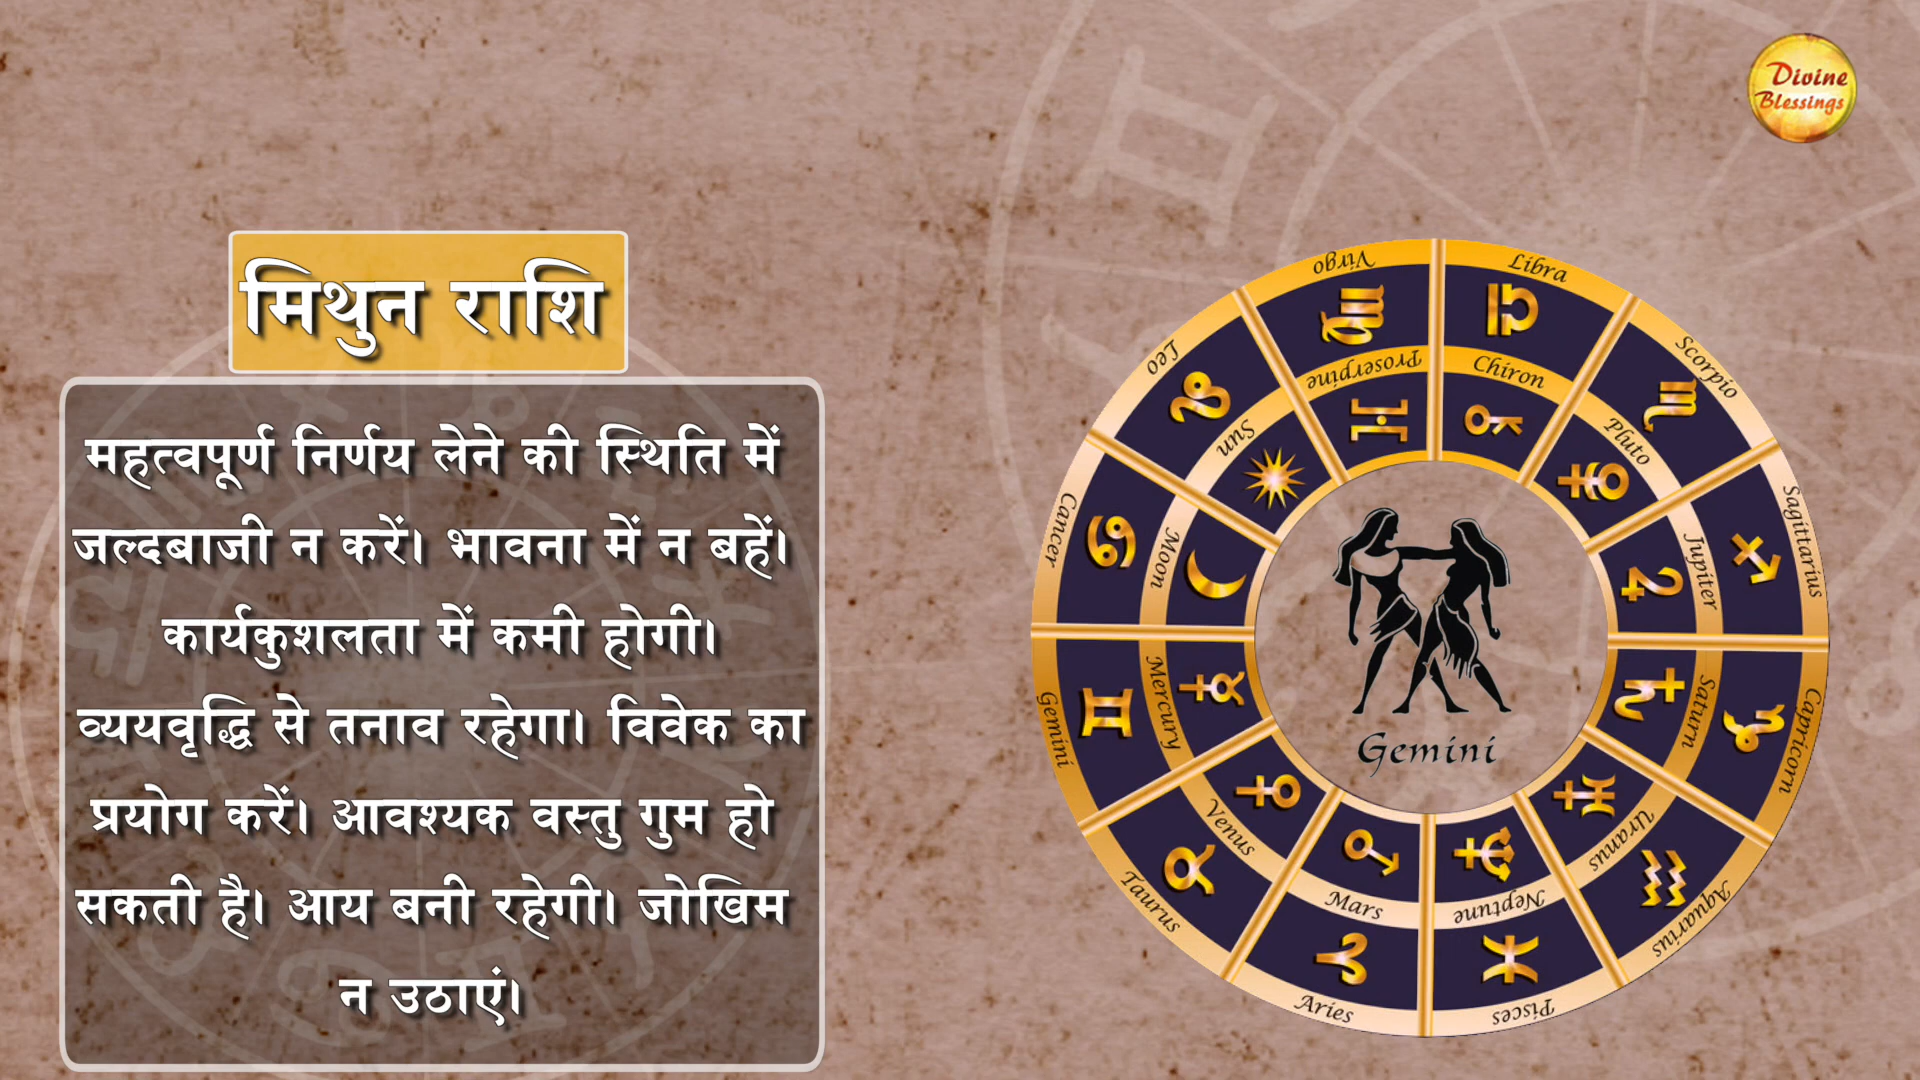 Divine
Blessings
मिथुन राशि
महत्वपूर्ण निर्णय लेने की स्थिति में
जल्दबाजी न करें। भावना में न बहें।
कार्यकुशलता में कमी होगी।
व्ययवृद्धि से तनाव रहेगा। विवेक का
प्रयोग करें। आवश्यक वस्तु गुम हो
सकती है। आय बनी रहेगी। जोखिम
न उठाएं।
Virgo
Libra
Scorpio
Sagittarius
Capricorn
Aquarius
Pisces
Aries
Taurus
Gemini
Cancer
Leo
Proserpine
Chiron
Pluto
Jupiter
Saturn
Uranus
Neptune
Mars
Venus
Mercury
Moon
Sun
Gemini